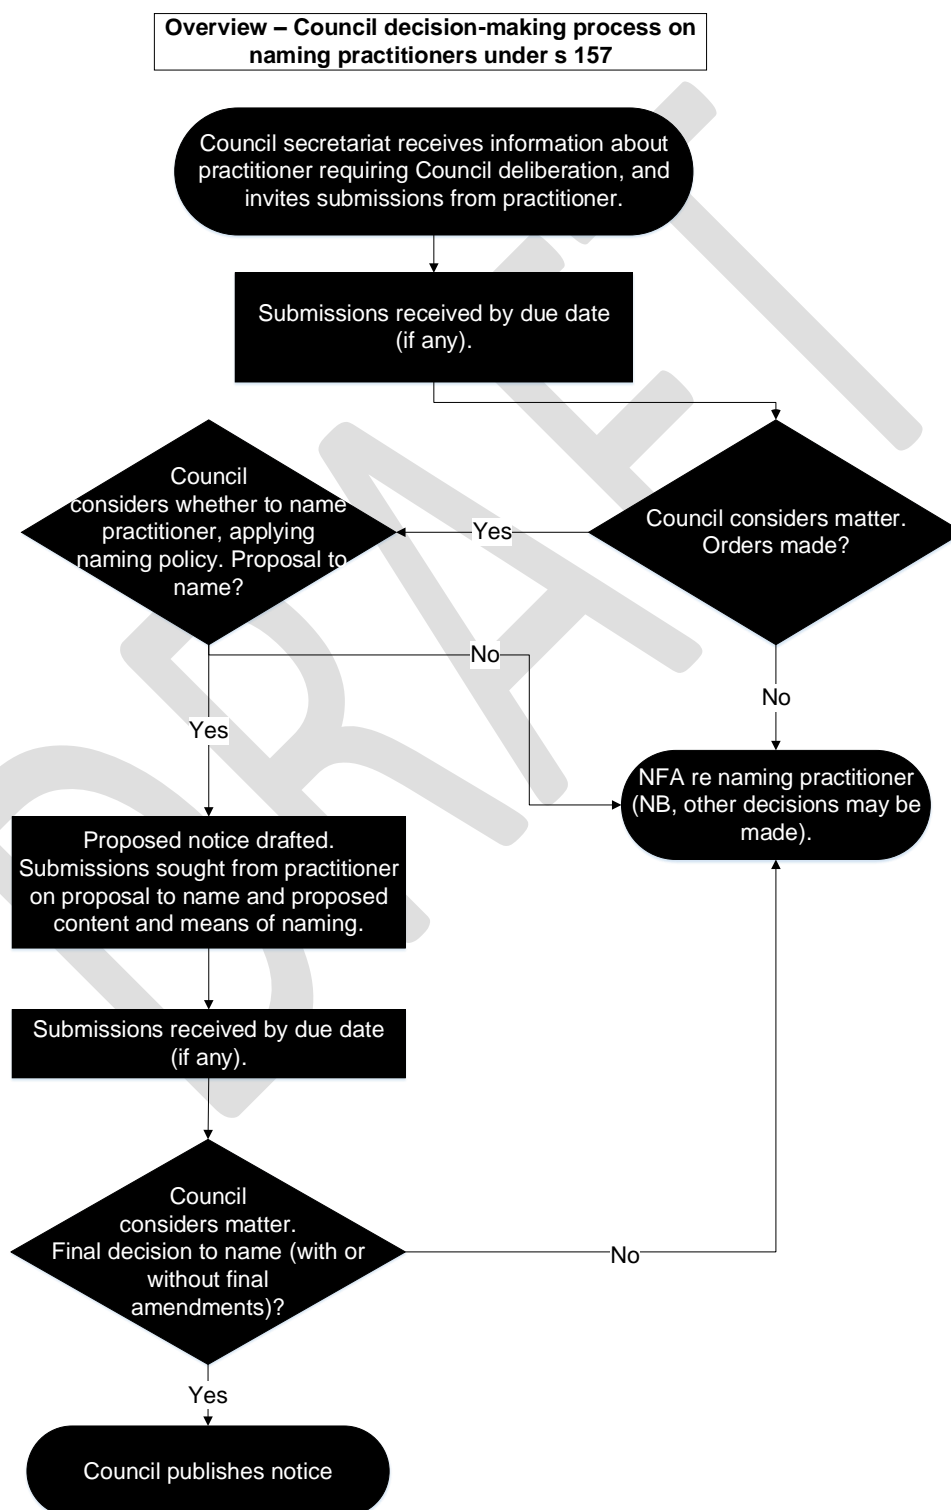 Overview – Council decision-making process on
naming practitioners under s 157
Council secretariat receives information about
practitioner requiring Council deliberation, and
invites submissions from practitioner.
Submissions received by due date
(if any).
Council
considers whether to name
practitioner, applying
naming policy. Proposal to
name?
Yes
Council considers matter.
Orders made?
No
No
Yes
NFA re naming practitioner
(NB, other decisions may be
made).
Proposed notice drafted.
Submissions sought from practitioner
on proposal to name and proposed
content and means of naming.
Submissions received by due date
(if any).
Council
considers matter.
Final decision to name (with or
without final
amendments)?
No
Yes
Council publishes notice
DRAFT